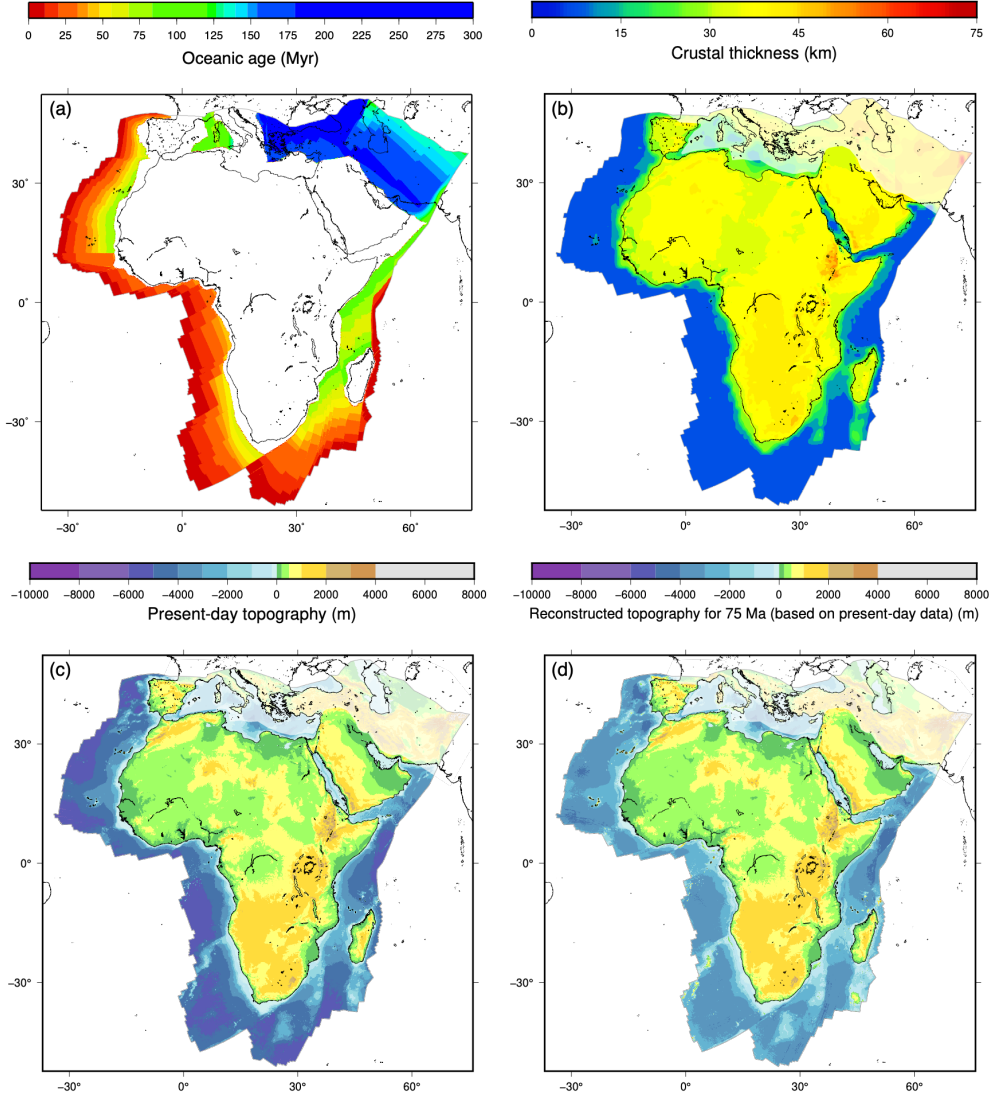 0 25 50 75 100 125 150 175 200 225 250 275 300
Oceanic age (Myr)
0 15 30 45 60 75
Crustal thickness (km)
(a)
30°
0°
−30°
−30° 0° 30° 60°
(b)
30°
0°
−30°
−30° 0° 30° 60°
−10000 −8000 −6000 −4000 −2000 0 2000 4000 6000 8000
Present-day topography (m)
−10000 −8000 −6000 −4000 −2000 0 2000 4000 6000 8000
Reconstructed topography for 75 Ma (based on present-day data) (m)
(c)
30°
0°
−30°
−30° 0° 30° 60°
(d)
30°
0°
−30°
−30° 0° 30° 60°